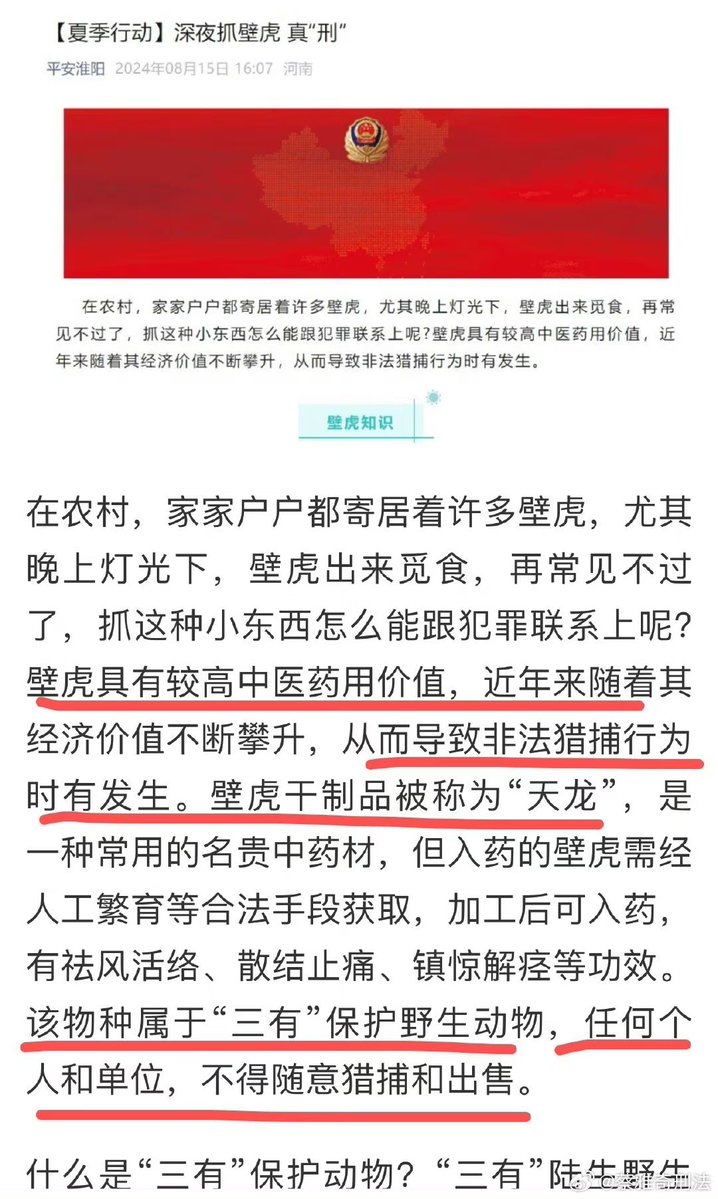 【夏季行动】深夜抓壁虎 真“刑”
平安淮阳 2024年08月15日 16:07 河南
在农村，家家户户都寄居着许多壁虎，尤其晚上灯光下，壁虎出来觅食，再常
见不过了，抓这种小东西怎么能跟犯罪联系上呢?壁虎具有较高中医药用价值，近
年来随着其经济价值不断攀升，从而导致非法猎捕行为时有发生。
壁虎知识
在农村，家家户户都寄居着许多壁虎，尤其
晚上灯光下，壁虎出来觅食，再常见不过
了，抓这种小东西怎么能跟犯罪联系上呢?
壁虎具有较高中医药用价值，近年来随着其
经济价值不断攀升，从而导致非法猎捕行为
时有发生。壁虎干制品被称为“天龙”，是
一种常用的名贵中药材，但入药的壁虎需经
人工繁育等合法手段获取，加工后可入药，
有祛风活络、散结止痛、镇惊解痉等功效。
该物种属于“三有”保护野生动物，任何个
人和单位，不得随意猎捕和出售。
什么是“三有”保护动物？“三有”陆生野生
@蔡雅奇刑法